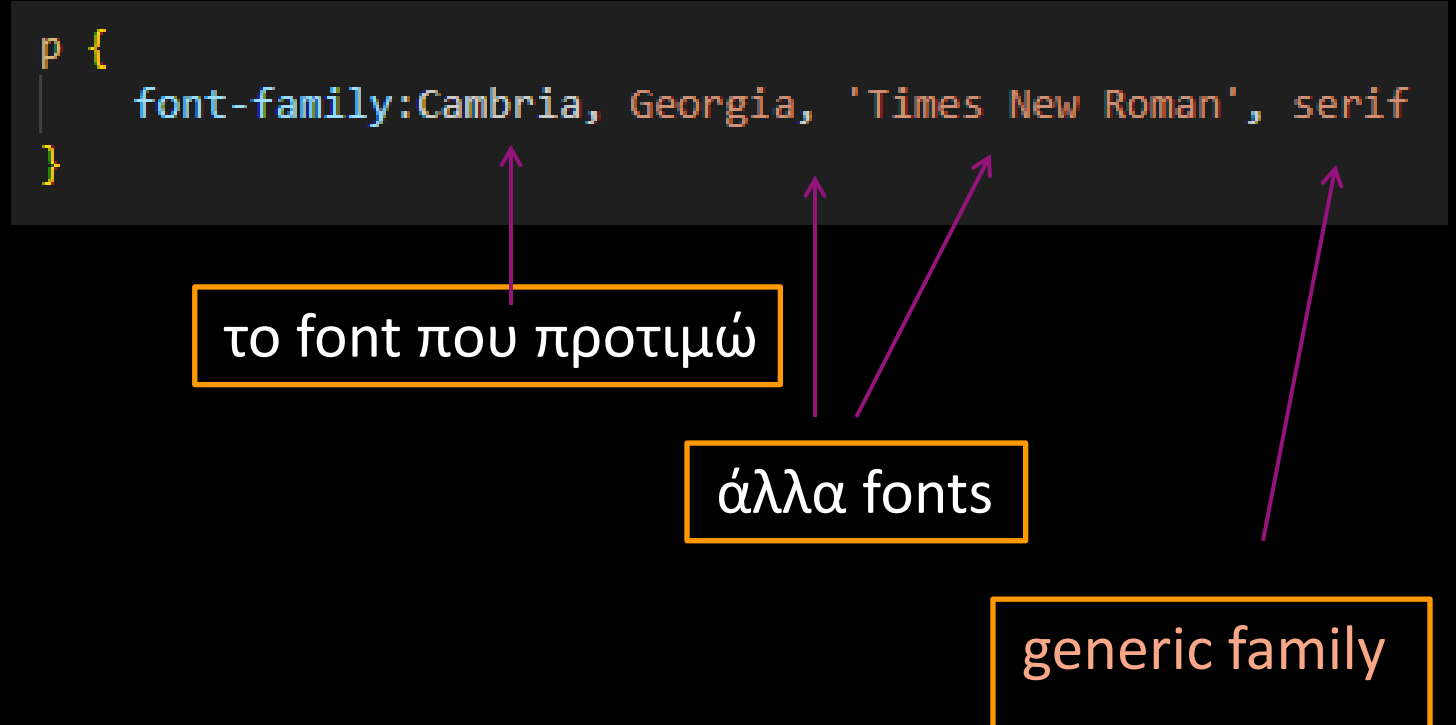 p {
font-family:Cambria, Georgia, 'Times New Roman', serif
}
το font που προτιμώ
άλλα fonts
generic family